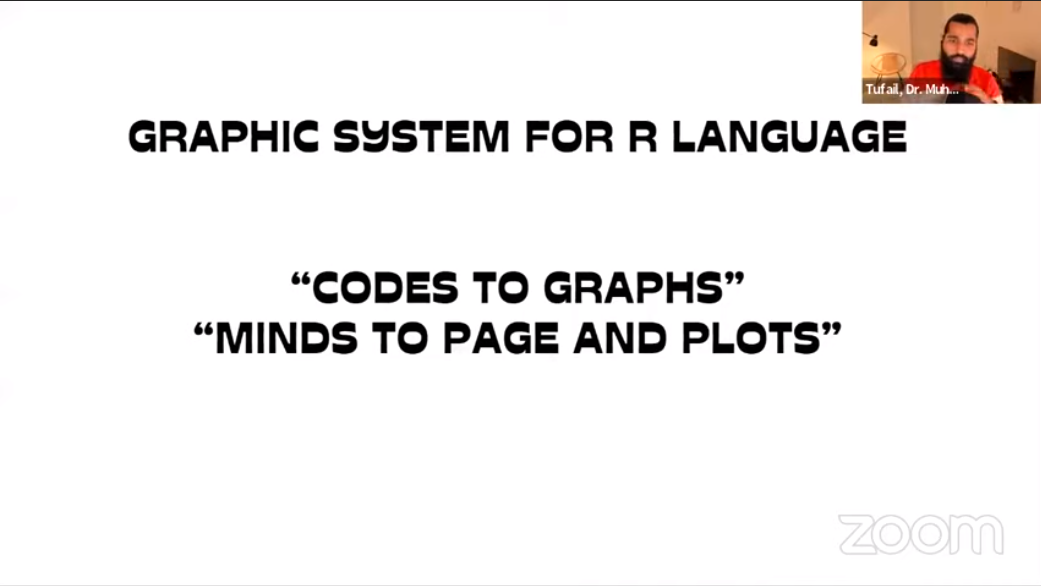 Tufail, Dr. Muh...
GRAPHIC SYSTEM FOR R LANGUAGE
“CODES TO GRAPHS”
“MINDS TO PAGE AND PLOTS”
zoom